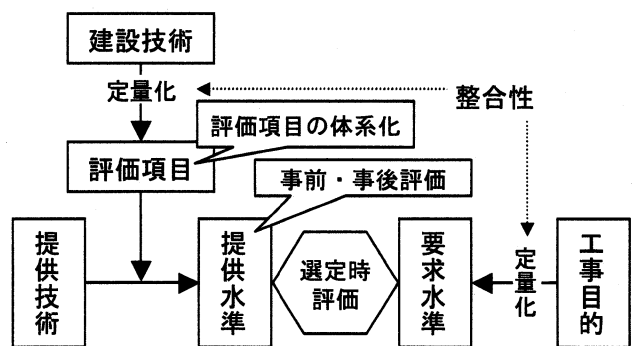 建設技術
定量化
整合性
評価項目の体系化
評価項目
事前・事後評価
提供技術
提供水準
選定時
評価
要求水準
定量化
工事目的